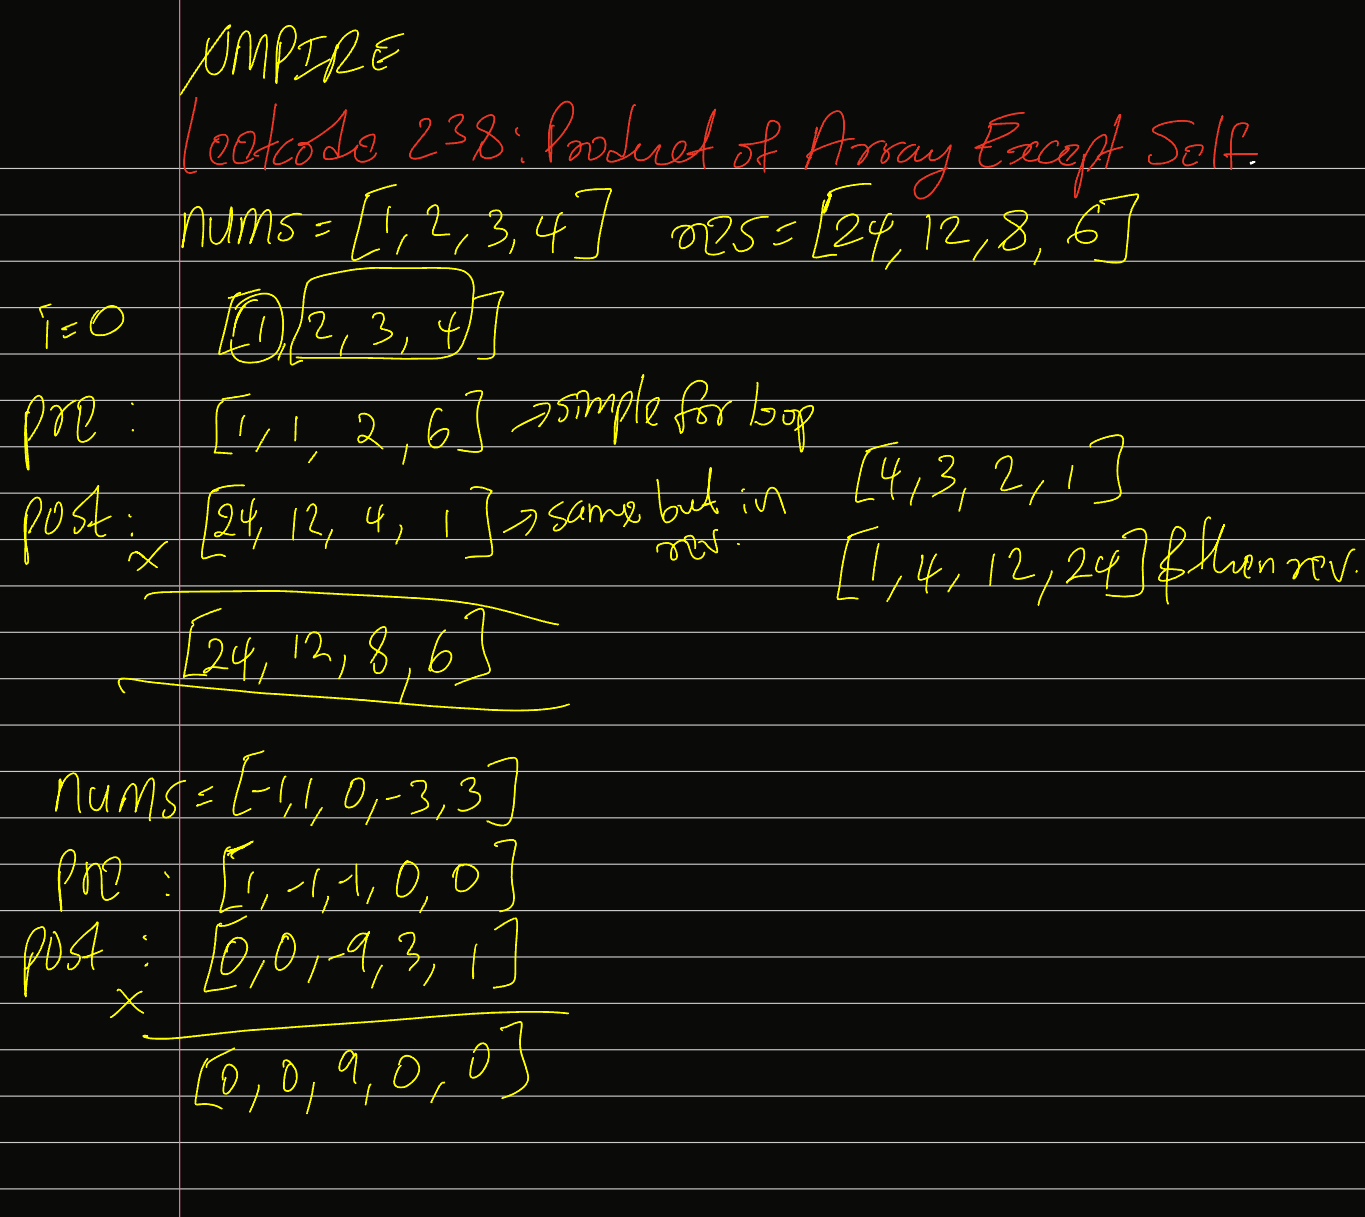 UMPIRE
Leetcode 238: Product of Array Except Self.
nums = [1, 2, 3, 4] res = [24, 12, 8, 6]
i=0 [1, 2, 3, 4]
pre : [1, 1, 2, 6] → simple for loop
[4, 3, 2, 1]
post : [24, 12, 4, 1] → same but in rev.
[1, 4, 12, 24] & then rev.
x
[24, 12, 8, 6]
nums = [-1, 1, 0, -3, 3]
pre : [1, -1, -1, 0, 0]
post : [0, 0, -9, 3, 1]
x
[0, 0, 9, 0, 0]